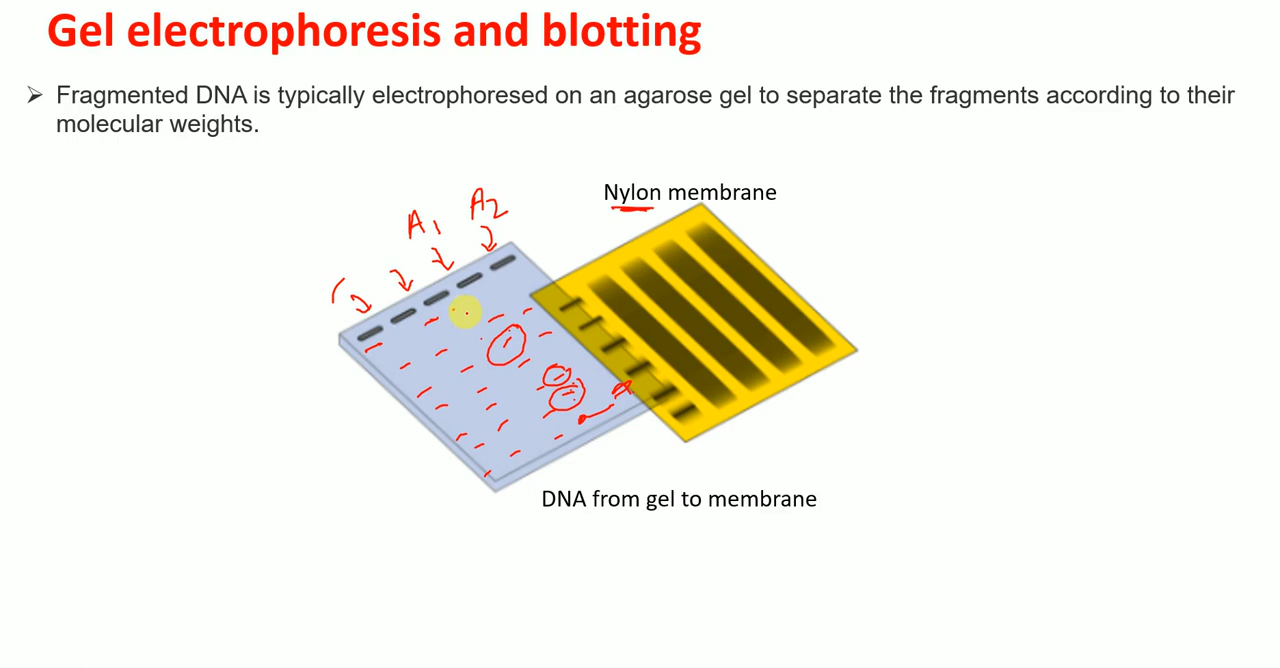 Gel electrophoresis and blotting
➢ Fragmented DNA is typically electrophoresed on an agarose gel to separate the fragments according to their
molecular weights.
Nylon membrane
A1 A2
DNA from gel to membrane